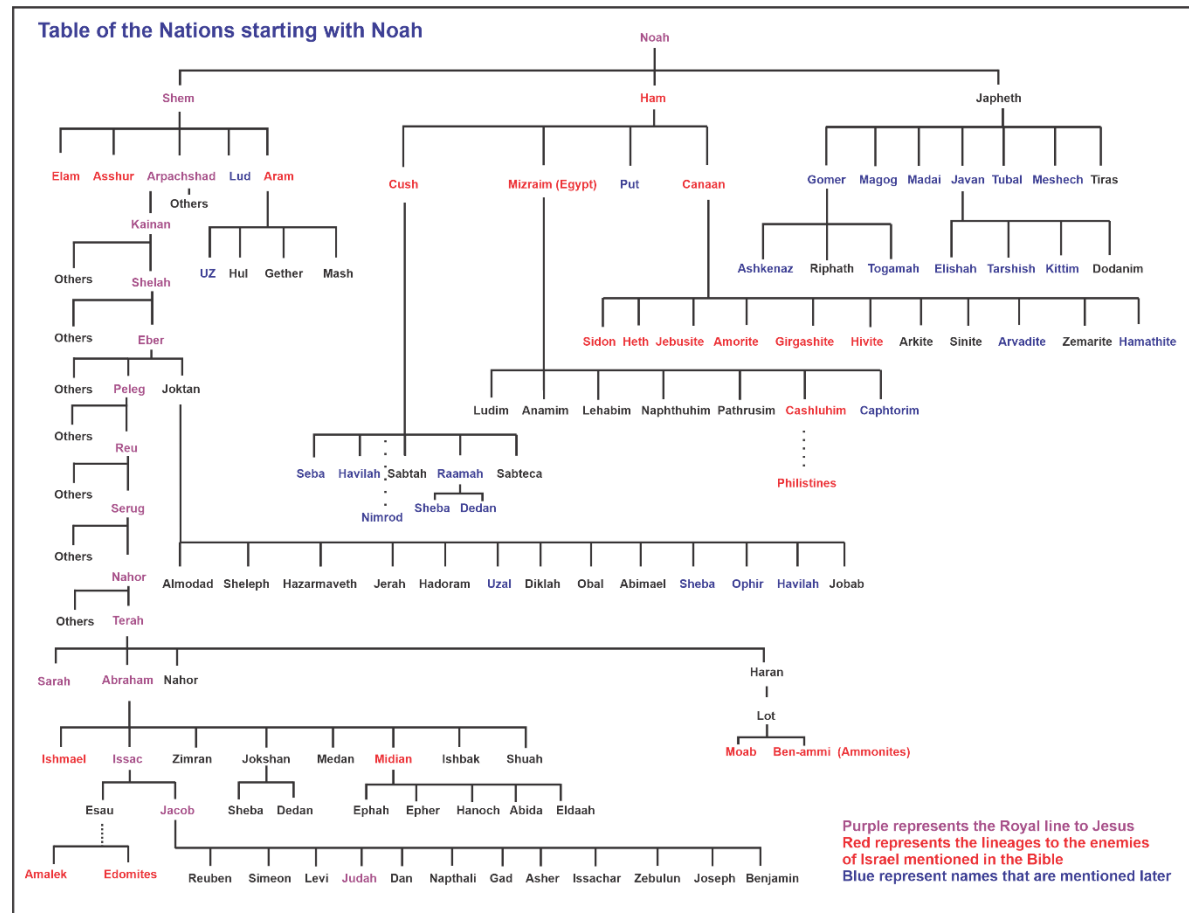 Table of the Nations starting with Noah
Noah
Shem Ham Japheth
Elam Asshur Arpachshad Lud Aram Cush Mizraim (Egypt) Put Canaan Gomer Magog Madai Javan Tubal Meshech Tiras
Others
Kainan
Others Shelah UZ Hul Gether Mash Ashkenaz Riphath Togamah Elishah Tarshish Kittim Dodanim
Others Eber Sidon Heth Jebusite Amorite Girgashite Hivite Arkite Sinite Arvadite Zemarite Hamathite
Others Peleg Joktan
Ludim Anamim Lehabim Naphthuhim Pathrusim Cashluhim Caphtorim
Others Reu
Seba Havilah Sabtah Raamah Sabteca
Philistines
Others Serug
Sheba Dedan
Nimrod
Others
Nahor Almodad Sheleph Hazarmaveth Jerah Hadoram Uzal Diklah Obal Abimael Sheba Ophir Havilah Jobab
Others Terah
Sarah Abraham Nahor Haran
Lot
Ishmael Issac Zimran Jokshan Medan Midian Ishbak Shuah Moab Ben-ammi (Ammonites)
Esau Jacob Sheba Dedan Ephah Epher Hanoch Abida Eldaah
Amalek Edomites Reuben Simeon Levi Judah Dan Napthali Gad Asher Issachar Zebulun Joseph Benjamin
Purple represents the Royal line to Jesus
Red represents the lineages to the enemies
of Israel mentioned in the Bible
Blue represent names that are mentioned later